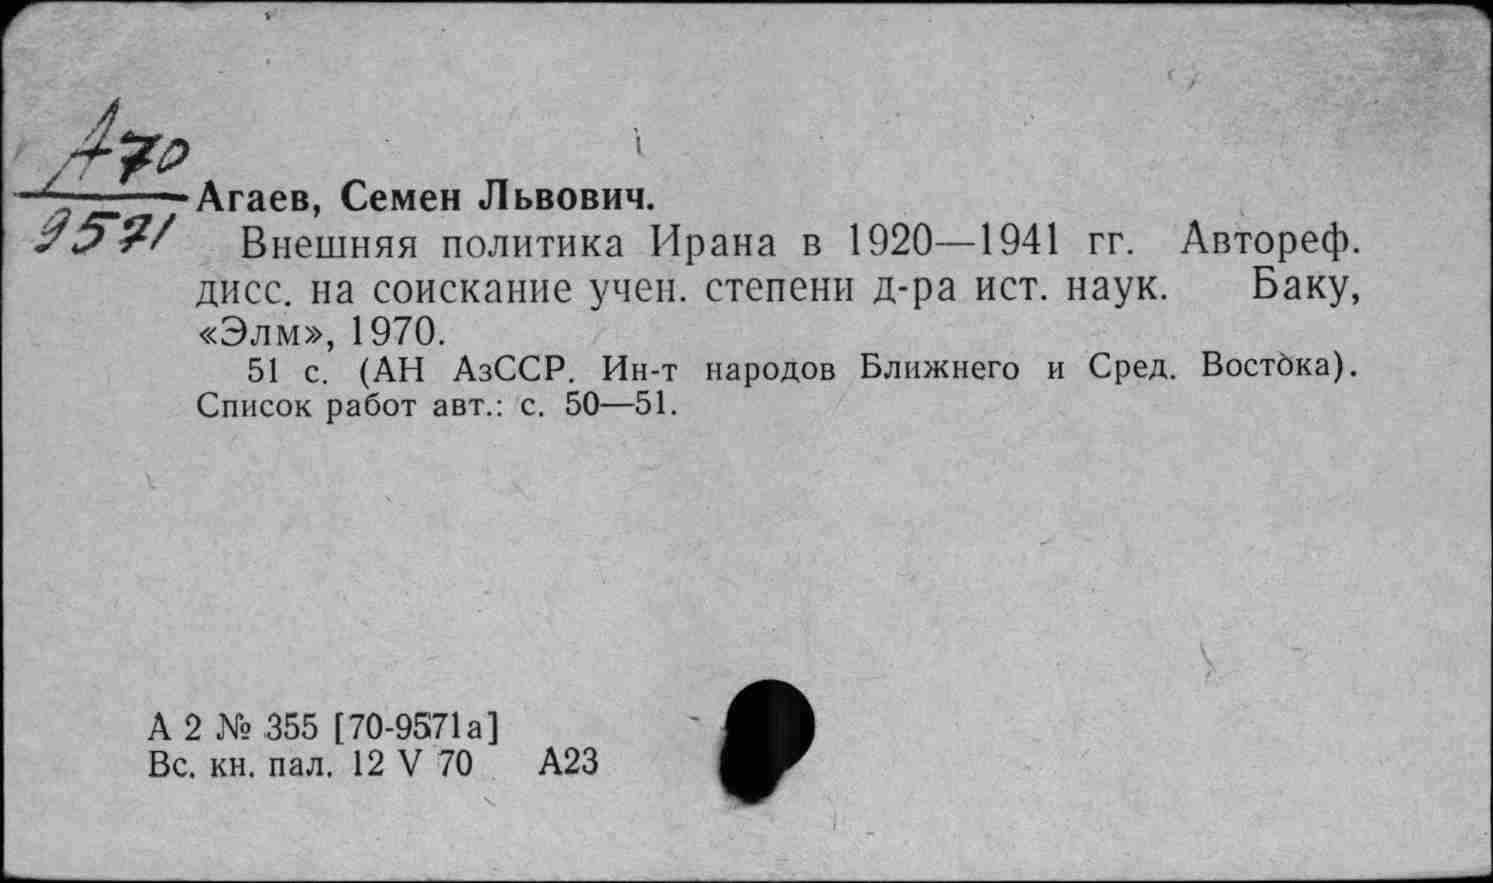 А70
9571
Агаев, Семен Львович.
Внешняя политика Ирана в 1920—1941 гг. Автореф.
дисс. на соискание учен. степени д-ра ист. наук. Баку,
«Элм», 1970.
51 с. (АН АзССР. Ин-т народов Ближнего и Сред. Востока).
Список работ авт.: с. 50—51.
А 2 № 355 [70-9571а]
Вс. кн. пал. 12 V 70 А23